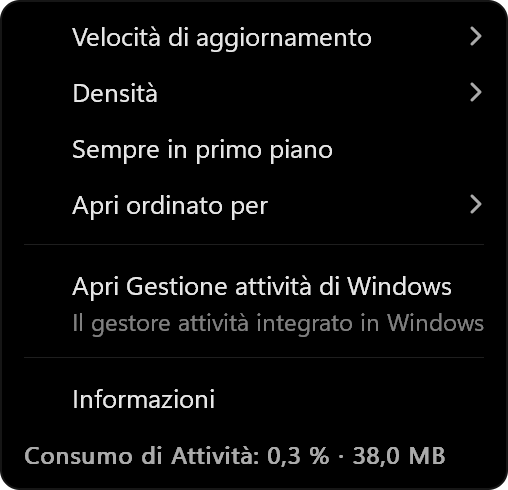 Velocità di aggiornamento
Densità
Sempre in primo piano
Apri ordinato per
Apri Gestione attività di Windows
Il gestore attività integrato in Windows
Informazioni
Consumo di Attività: 0,3 % · 38,0 MB